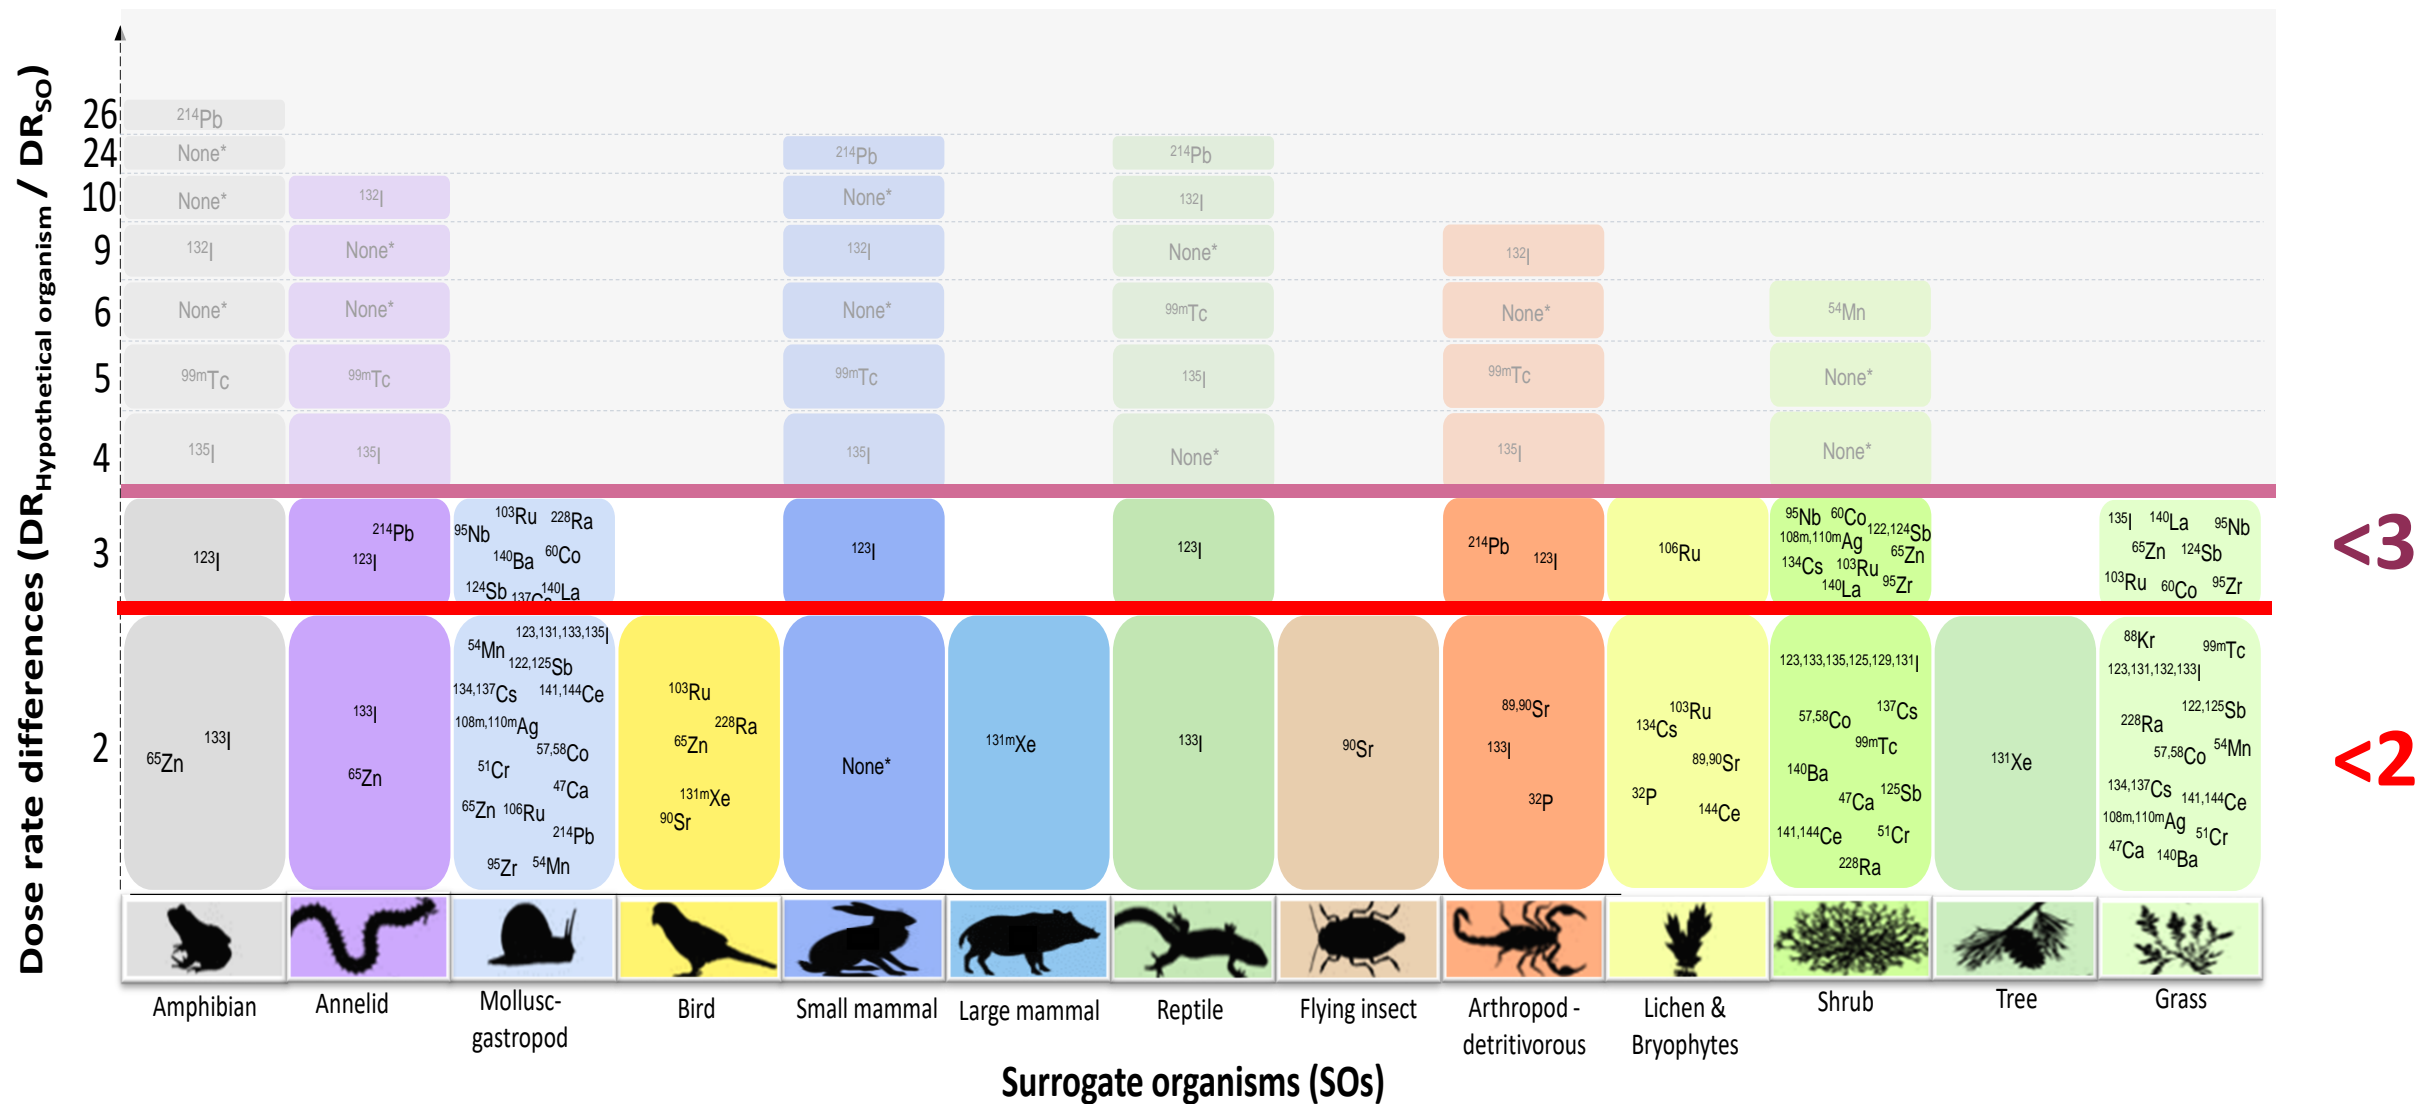 Dose rate differences (DR Hypothetical organism / DR SO)
26
214Pb
24
None*
214Pb
214Pb
10
None*
132I
None*
132I
9
132I
None*
132I
None*
132I
6
None*
None*
None*
99mTc
None*
54Mn
5
99mTc
99mTc
99mTc
135I
99mTc
None*
4
135I
135I
135I
None*
135I
None*
3
123I
214Pb
123I
103Ru 228Ra
95Nb
140Ba 60Co
124Sb 137Cs 140La
123I
123I
214Pb
123I
106Ru
95Nb 60Co
122,124Sb
108m,110mAg
65Zn
134Cs 103Ru
140La 95Zr
135I 140La 95Nb
65Zn 124Sb
103Ru 60Co 95Zr
<3
2
65Zn 133I
133I
65Zn
123,131,133,135I
54Mn
122,125Sb
134,137Cs 141,144Ce
108m,110mAg
57,58Co
51Cr
47Ca
65Zn 106Ru
214Pb
95Zr 54Mn
103Ru
228Ra
65Zn
131mXe
90Sr
None*
131mXe
133I
90Sr
89,90Sr
133I
32P
103Ru
134Cs
89,90Sr
32P
144Ce
123,133,135,125,129,131I
137Cs
57,58Co
99mTc
140Ba
125Sb
47Ca
141,144Ce 51Cr
228Ra
131Xe
88Kr
99mTc
123,131,132,133I
122,125Sb
228Ra
54Mn
57,58Co
134,137Cs
141,144Ce
108m,110mAg
51Cr
47Ca 140Ba
<2
Amphibian
Annelid
Mollusc-
gastropod
Bird
Small mammal
Large mammal
Reptile
Flying insect
Arthropod -
detritivorous
Lichen &
Bryophytes
Shrub
Tree
Grass
Surrogate organisms (SOs)